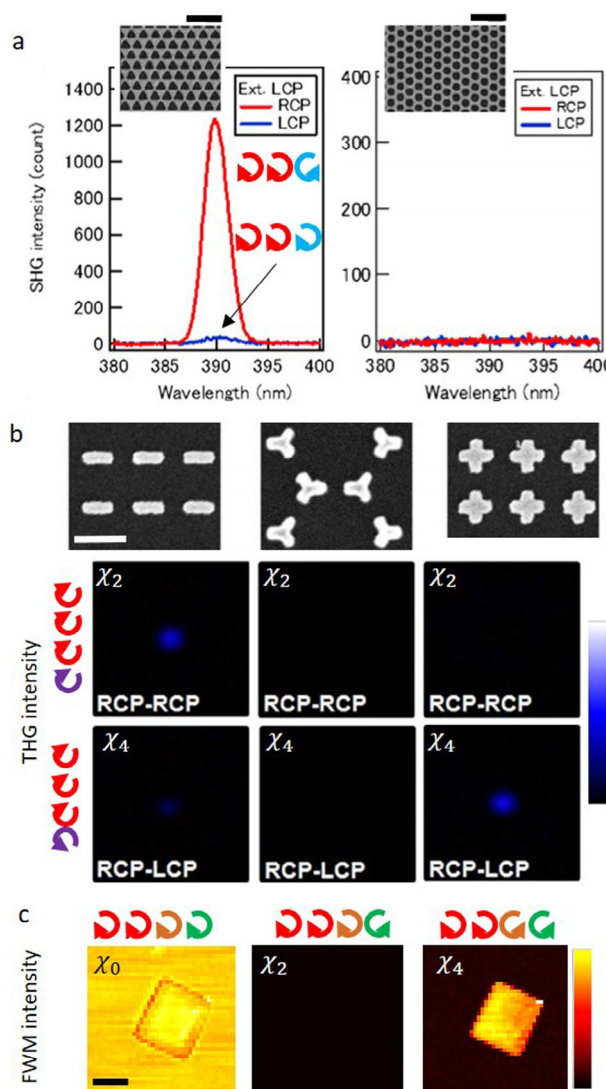 a
Ext. LCP
RCP
LCP
SHG intensity (count)
1200
1000
800
600
400
200
0
380 385 390 395 400
Wavelength (nm)
Ext. LCP
RCP
LCP
400
300
200
100
0
380 385 390 395 400
Wavelength (nm)
b
THG intensity
χ2 χ2 χ2
RCP-RCP RCP-RCP RCP-RCP
χ4 χ4 χ4
RCP-LCP RCP-LCP RCP-LCP
c
FWM intensity
χ0 χ2 χ4